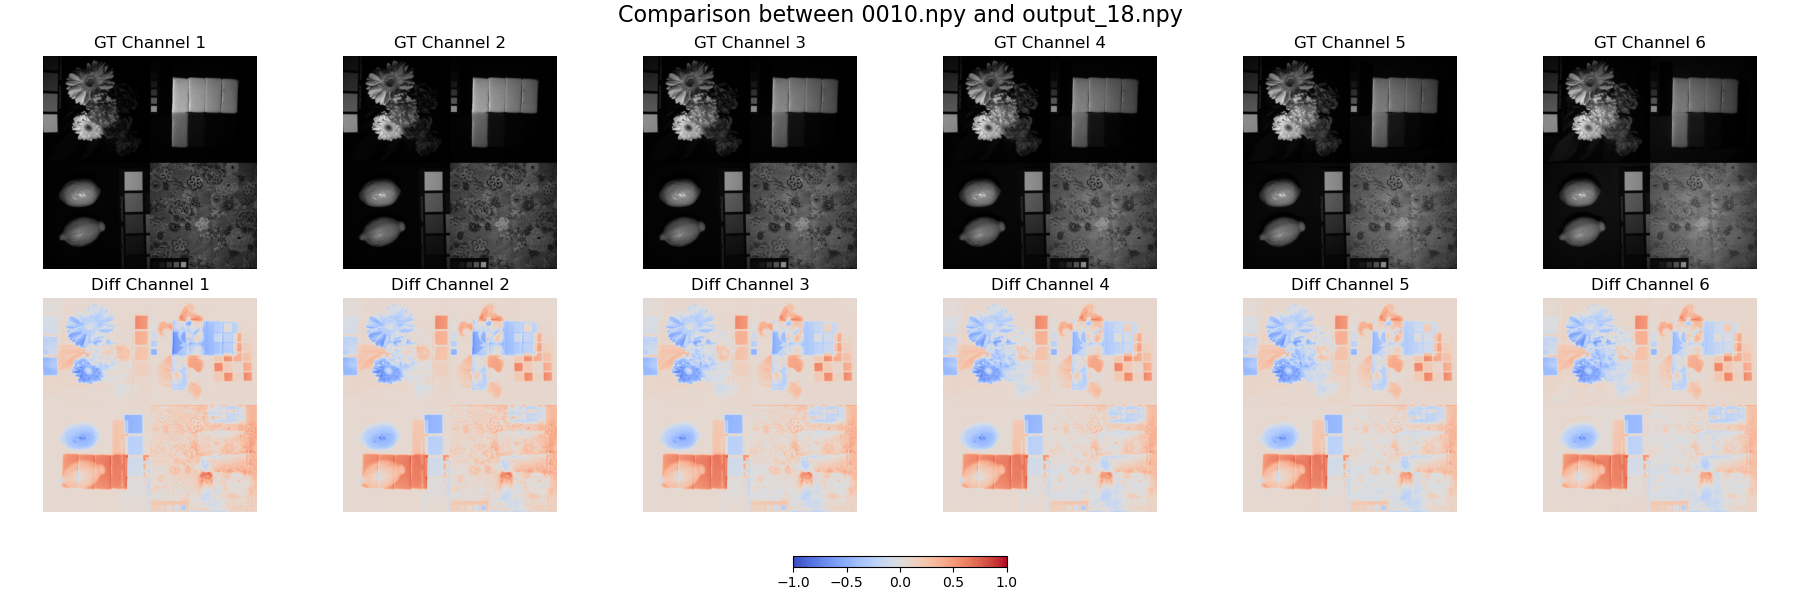 Comparison between 0010.npy and output_18.npy
GT Channel 1 GT Channel 2 GT Channel 3 GT Channel 4 GT Channel 5 GT Channel 6
Diff Channel 1 Diff Channel 2 Diff Channel 3 Diff Channel 4 Diff Channel 5 Diff Channel 6
−1.0 −0.5 0.0 0.5 1.0